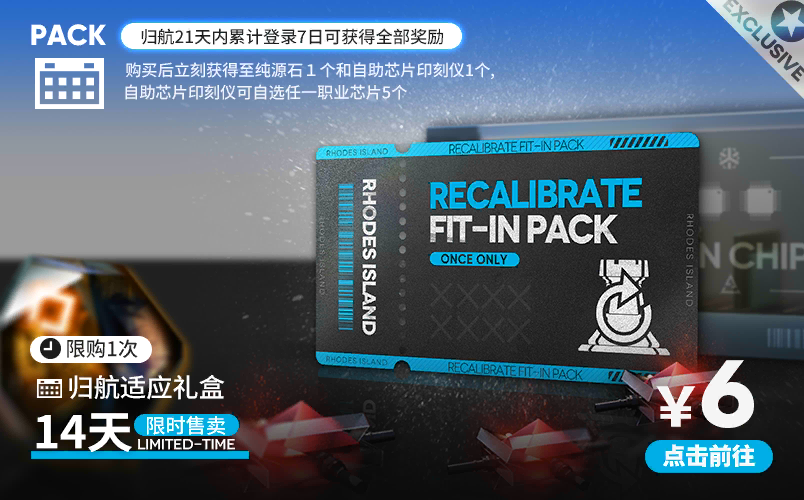 PACK
归航21天内累计登录7日可获得全部奖励
购买后立刻获得至纯源石1个和自助芯片印刻仪1个,
自助芯片印刻仪可自选任一职业芯片5个
EXCLUSIVE
RHODES ISLAND
RECALIBRATE FIT-IN PACK
RHODES ISLAND
RHODES ISLAND
RECALIBRATE
FIT-IN PACK
ONCE ONLY
RHODES ISLAND
N CHIP
RHODES ISLAND
RECALIBRATE FIT-IN PACK
限购1次
归航适应礼盒
14天
限时售卖
LIMITED-TIME
¥6
点击前往